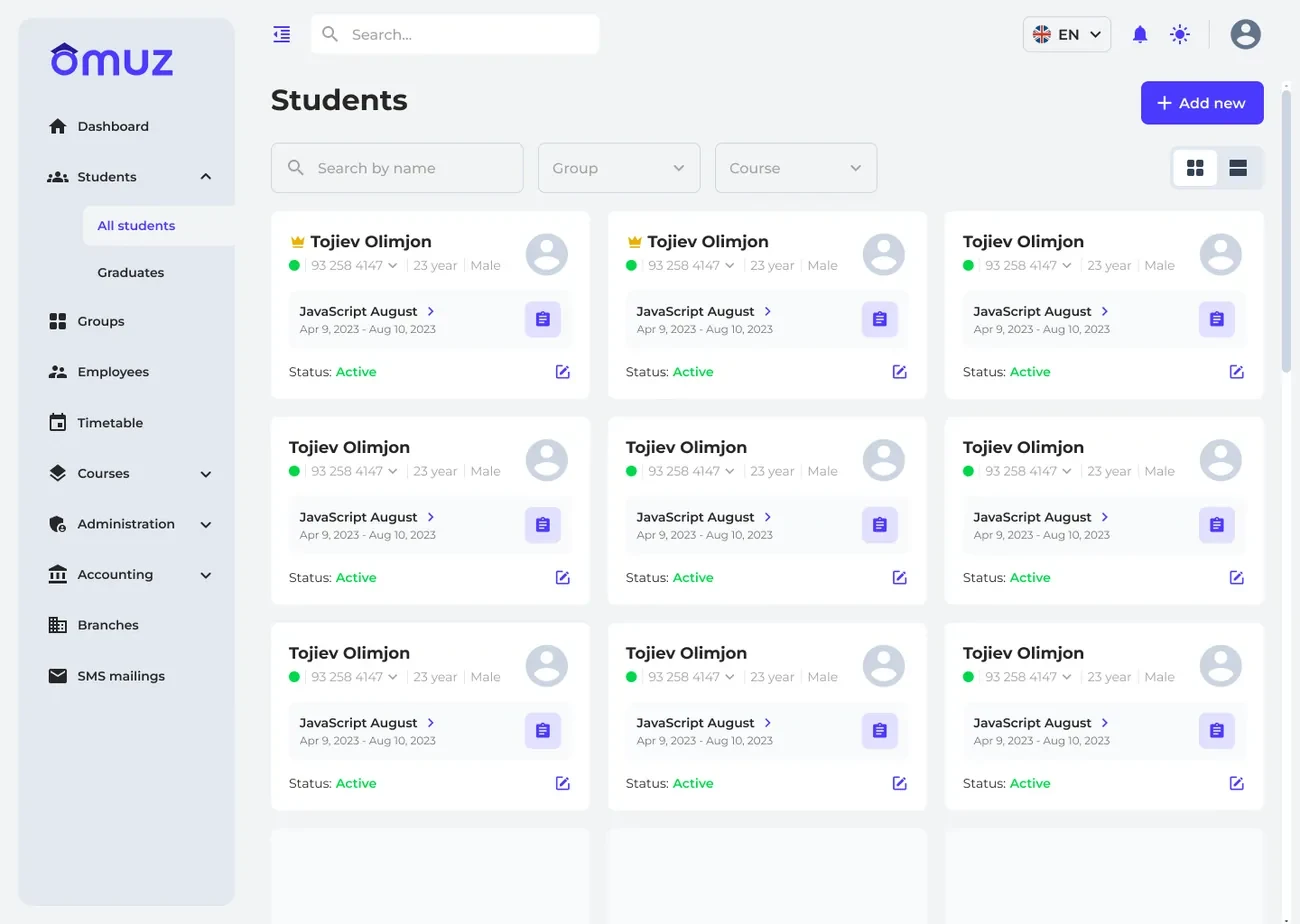 ômuz
Search...
EN
Dashboard
Students
All students
Graduates
Groups
Employees
Timetable
Courses
Administration
Accounting
Branches
SMS mailings
Students
+ Add new
Search by name
Group
Course
Tojiev Olimjon
93 258 4147 | 23 year | Male
JavaScript August
Apr 9, 2023 - Aug 10, 2023
Status: Active
Tojiev Olimjon
93 258 4147 | 23 year | Male
JavaScript August
Apr 9, 2023 - Aug 10, 2023
Status: Active
Tojiev Olimjon
93 258 4147 | 23 year | Male
JavaScript August
Apr 9, 2023 - Aug 10, 2023
Status: Active
Tojiev Olimjon
93 258 4147 | 23 year | Male
JavaScript August
Apr 9, 2023 - Aug 10, 2023
Status: Active
Tojiev Olimjon
93 258 4147 | 23 year | Male
JavaScript August
Apr 9, 2023 - Aug 10, 2023
Status: Active
Tojiev Olimjon
93 258 4147 | 23 year | Male
JavaScript August
Apr 9, 2023 - Aug 10, 2023
Status: Active
Tojiev Olimjon
93 258 4147 | 23 year | Male
JavaScript August
Apr 9, 2023 - Aug 10, 2023
Status: Active
Tojiev Olimjon
93 258 4147 | 23 year | Male
JavaScript August
Apr 9, 2023 - Aug 10, 2023
Status: Active
Tojiev Olimjon
93 258 4147 | 23 year | Male
JavaScript August
Apr 9, 2023 - Aug 10, 2023
Status: Active